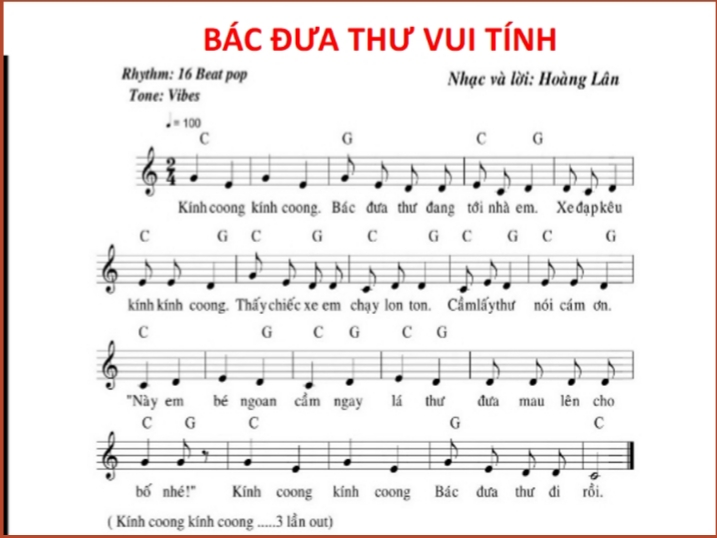 BÁC ĐƯA THƯ VUI TÍNH
Rhythm: 16 Beat pop
Tone: Vibes
Nhạc và lời: Hoàng Lân
♩ = 100
C G C G
2
4
Kính coong kính coong. Bác đưa thư đang tới nhà em. Xe đạp kêu
C G C G C G C G C G
kính kính coong. Thấy chiếc xe em chạy lon ton. Cầm lấy thư nói cám ơn.
C G C G C G
"Này em bé ngoan cầm ngay lá thư đưa mau lên cho
C G C G C
bố nhé!" Kính coong kính coong Bác đưa thư đi rồi.
( Kính coong kính coong .....3 lần out)